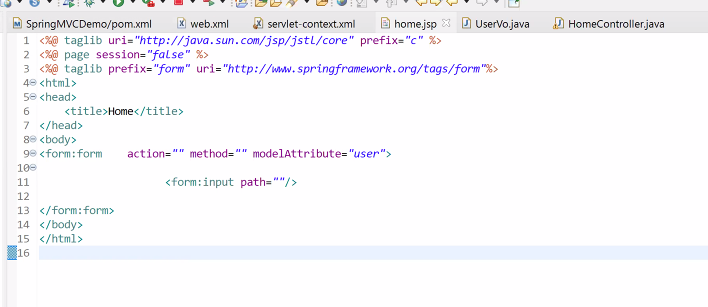 SpringMVCDemo/pom.xml web.xml servlet-context.xml home.jsp UserVo.java HomeController.java
1 <%@ taglib uri="http://java.sun.com/jsp/jstl/core" prefix="c" %>
2 <%@ page session="false" %>
3 <%@ taglib prefix="form" uri="http://www.springframework.org/tags/form"%>
4 <html>
5 <head>
6     <title>Home</title>
7 </head>
8 <body>
9 <form:form    action="" method="" modelAttribute="user">
10
11                    <form:input path=""/>
12
13 </form:form>
14 </body>
15 </html>
16